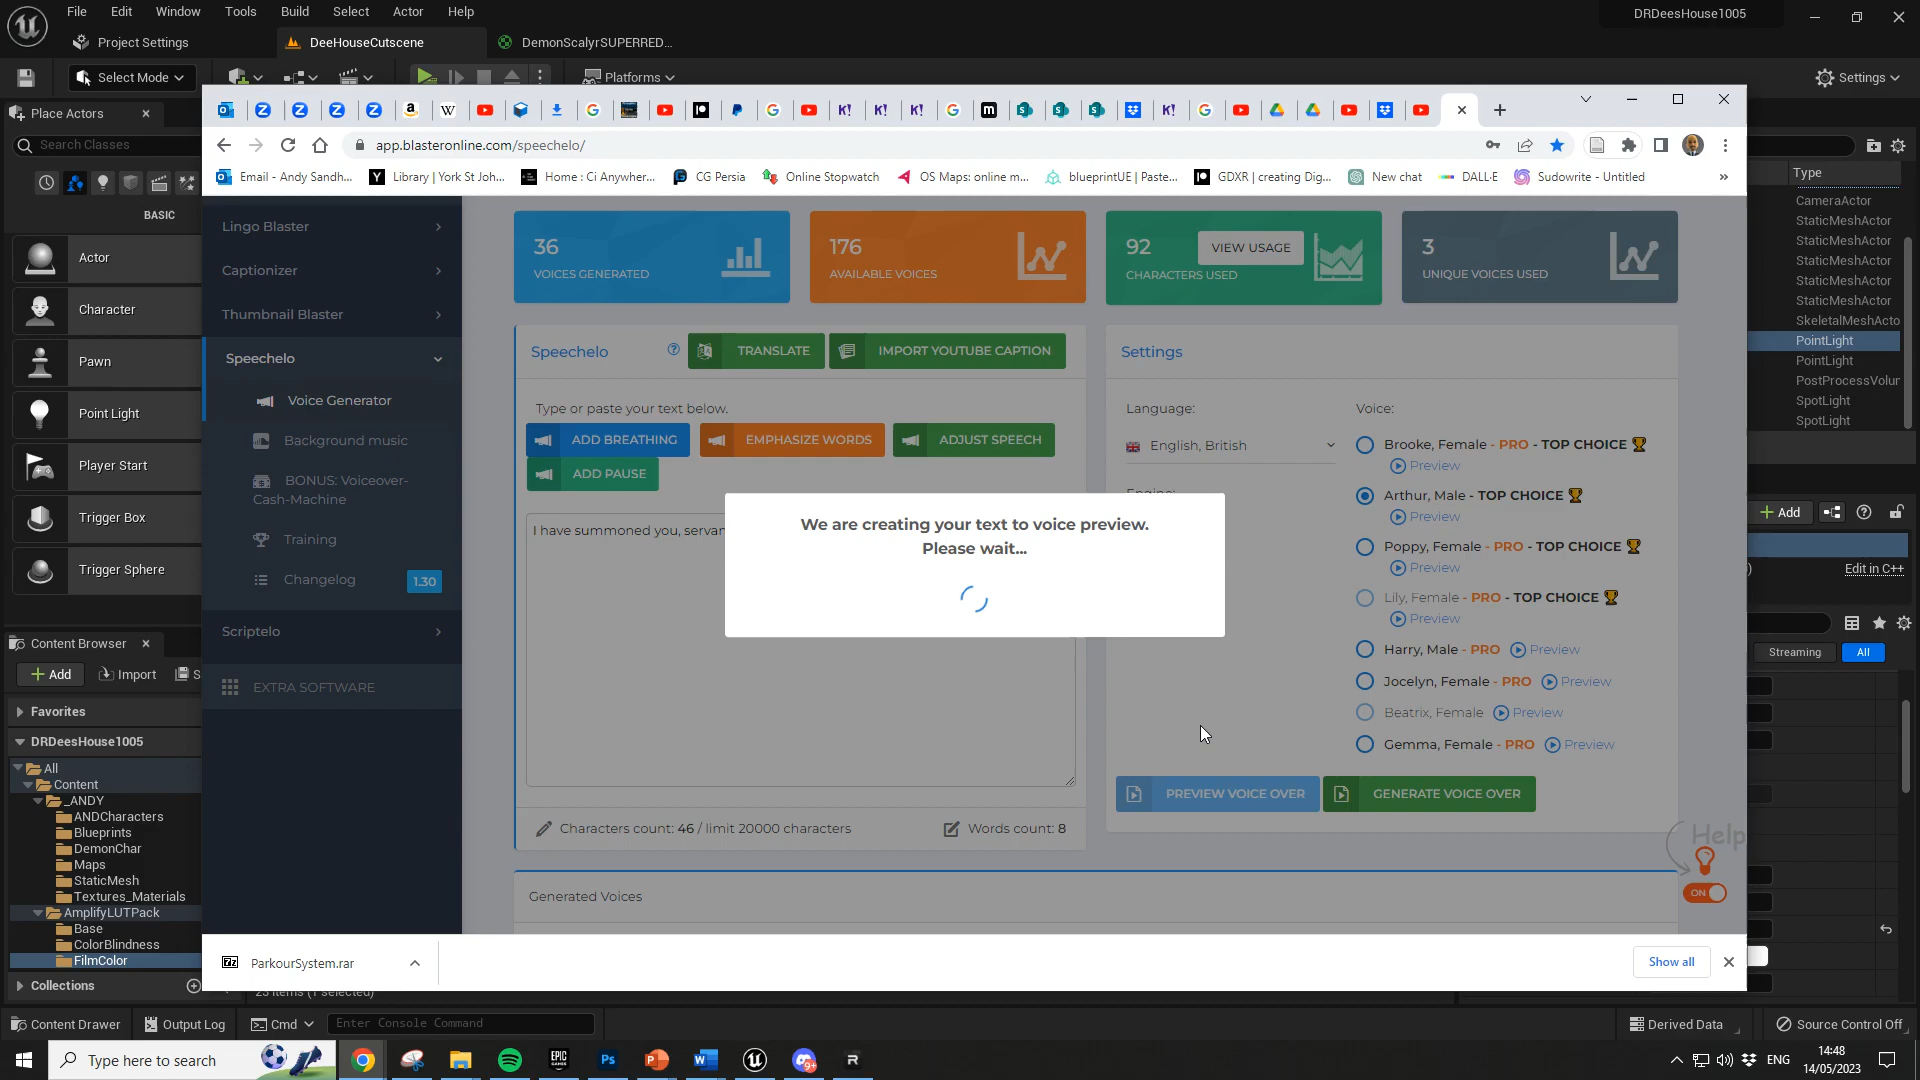 File Edit Window Tools Build Select Actor Help
DRDeesHouse1005
Project Settings
DeeHouseCutscene
DemonScalyrSUPERRED...
Select Mode
Platforms
Settings
Place Actors
Search Classes
BASIC
Actor
Character
Pawn
Point Light
Player Start
Trigger Box
Trigger Sphere
app.blasteronline.com/speechelo/
Email - Andy Sandh...
Library | York St Joh...
Home : Ci Anywher...
CG Persia
Online Stopwatch
OS Maps: online m...
blueprintUE | Paste...
GDXR | creating Dig...
New chat
DALL·E
Sudowrite - Untitled
»
Lingo Blaster
Captionizer
Thumbnail Blaster
Speechelo
Voice Generator
Background music
BONUS: Voiceover-
Cash-Machine
Training
Changelog 1.30
Scriptelo
EXTRA SOFTWARE
36
VOICES GENERATED
176
AVAILABLE VOICES
92
VIEW USAGE
CHARACTERS USED
3
UNIQUE VOICES USED
Speechelo
TRANSLATE
IMPORT YOUTUBE CAPTION
Type or paste your text below.
ADD BREATHING
EMPHASIZE WORDS
ADJUST SPEECH
ADD PAUSE
I have summoned you, servan
We are creating your text to voice preview.
Please wait...
Characters count: 46 / limit 20000 characters
Words count: 8
Settings
Language:
English, British
Engine:
Voice:
Brooke, Female - PRO - TOP CHOICE
Preview
Arthur, Male - TOP CHOICE
Preview
Poppy, Female - PRO - TOP CHOICE
Preview
Lily, Female - PRO - TOP CHOICE
Preview
Harry, Male - PRO Preview
Jocelyn, Female - PRO Preview
Beatrix, Female Preview
Gemma, Female - PRO Preview
PREVIEW VOICE OVER
GENERATE VOICE OVER
Help
ON
Generated Voices
ParkourSystem.rar
Show all
Type
CameraActor
StaticMeshActor
StaticMeshActor
StaticMeshActor
StaticMeshActor
StaticMeshActor
SkeletalMeshActo
PointLight
PointLight
PostProcessVolur
SpotLight
SpotLight
Add
Edit in C++
Streaming
All
Content Browser
Add
Import
S
Favorites
DRDeesHouse1005
All
Content
_ANDY
ANDCharacters
Blueprints
DemonChar
Maps
StaticMesh
Textures_Materials
AmplifyLUTPack
Base
ColorBlindness
FilmColor
Collections
23 items (1 selected)
Content Drawer
Output Log
Cmd
Enter Console Command
Derived Data
Source Control Off
Type here to search
ENG
14:48
14/05/2023